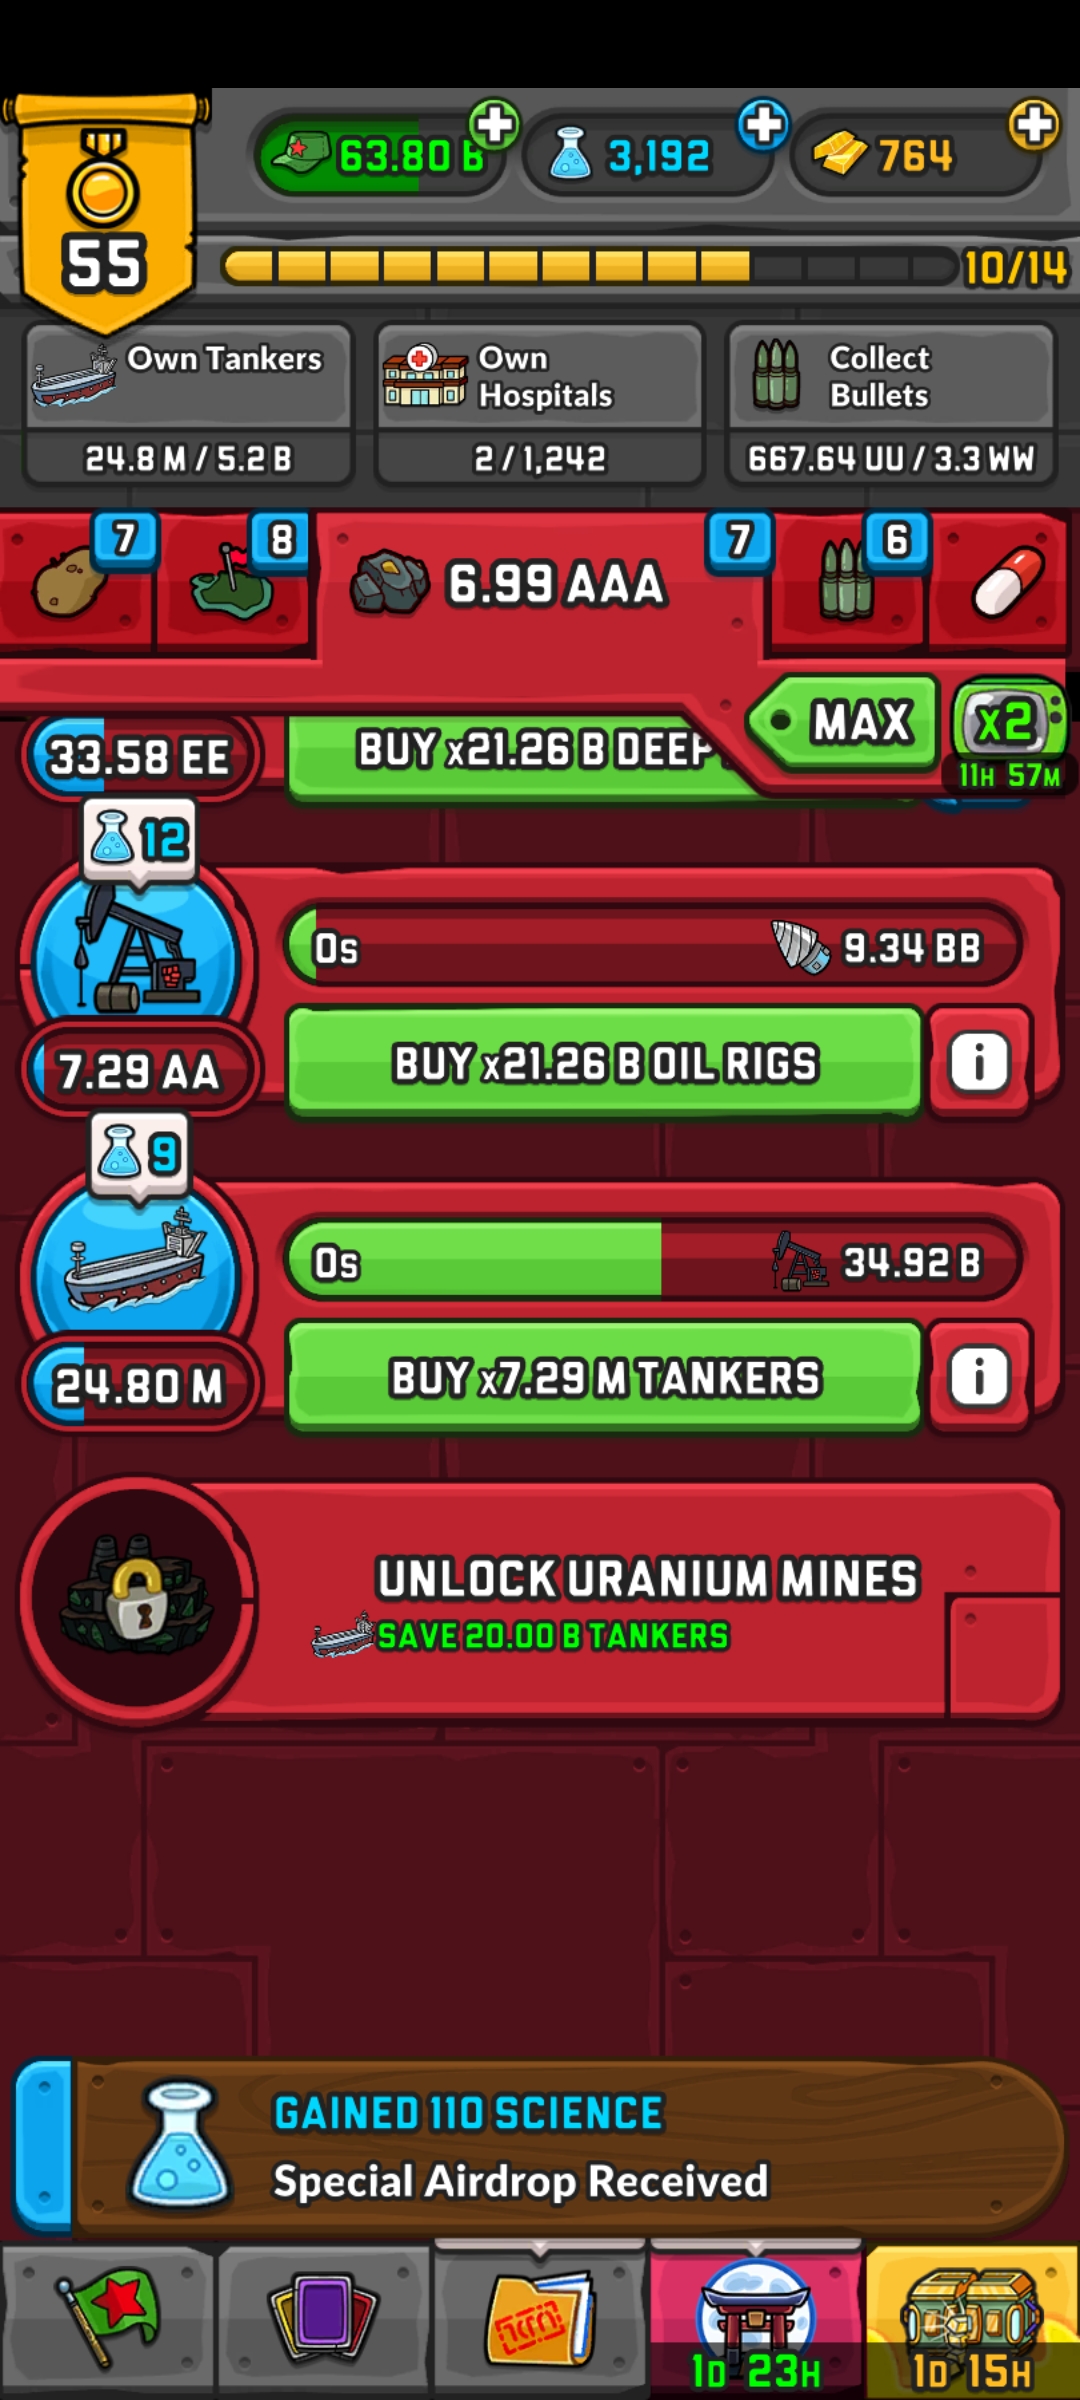 63.80 B
3,192
764
55
10/14
Own Tankers
24.8 M / 5.2 B
Own
Hospitals
2 / 1,242
Collect
Bullets
667.64 UU / 3.3 WW
7
8
6.99 AAA
7
6
MAX
x2
11H 57M
33.58 EE
BUY x21.26 B DEEP
12
0s
9.34 BB
7.29 AA
BUY x21.26 B OIL RIGS
i
9
0s
34.92 B
24.80 M
BUY x7.29 M TANKERS
i
UNLOCK URANIUM MINES
SAVE 20.00 B TANKERS
GAINED 110 SCIENCE
Special Airdrop Received
1D 23H
1D 15H